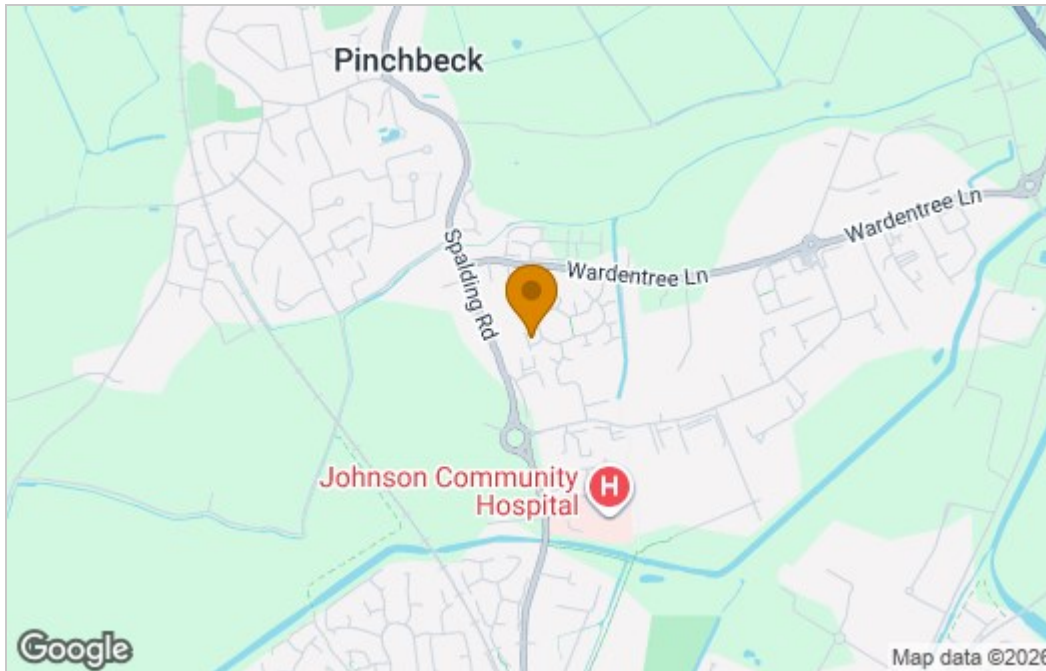 Pinchbeck
Wardentree Ln
Spalding Rd
Wardentree Ln
Johnson Community
Hospital
H
Google
Map data ©2026